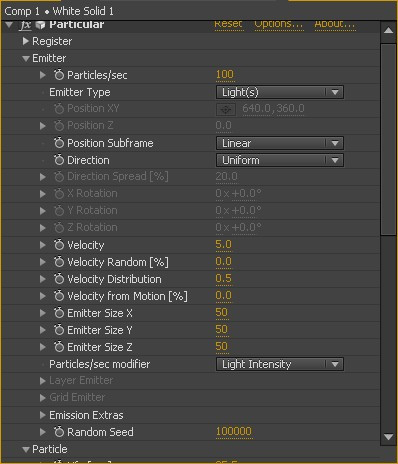 Comp 1 • White Solid 1
fx Particular Reset Options... About...
Register
Emitter
Particles/sec 100
Emitter Type Light(s)
Position XY 640.0, 360.0
Position Z 0.0
Position Subframe Linear
Direction Uniform
Direction Spread [%] 20.0
X Rotation 0 x +0.0°
Y Rotation 0 x +0.0°
Z Rotation 0 x +0.0°
Velocity 5.0
Velocity Random [%] 0.0
Velocity Distribution 0.5
Velocity from Motion [%] 0.0
Emitter Size X 50
Emitter Size Y 50
Emitter Size Z 50
Particles/sec modifier Light Intensity
Layer Emitter
Grid Emitter
Emission Extras
Random Seed 100000
Particle